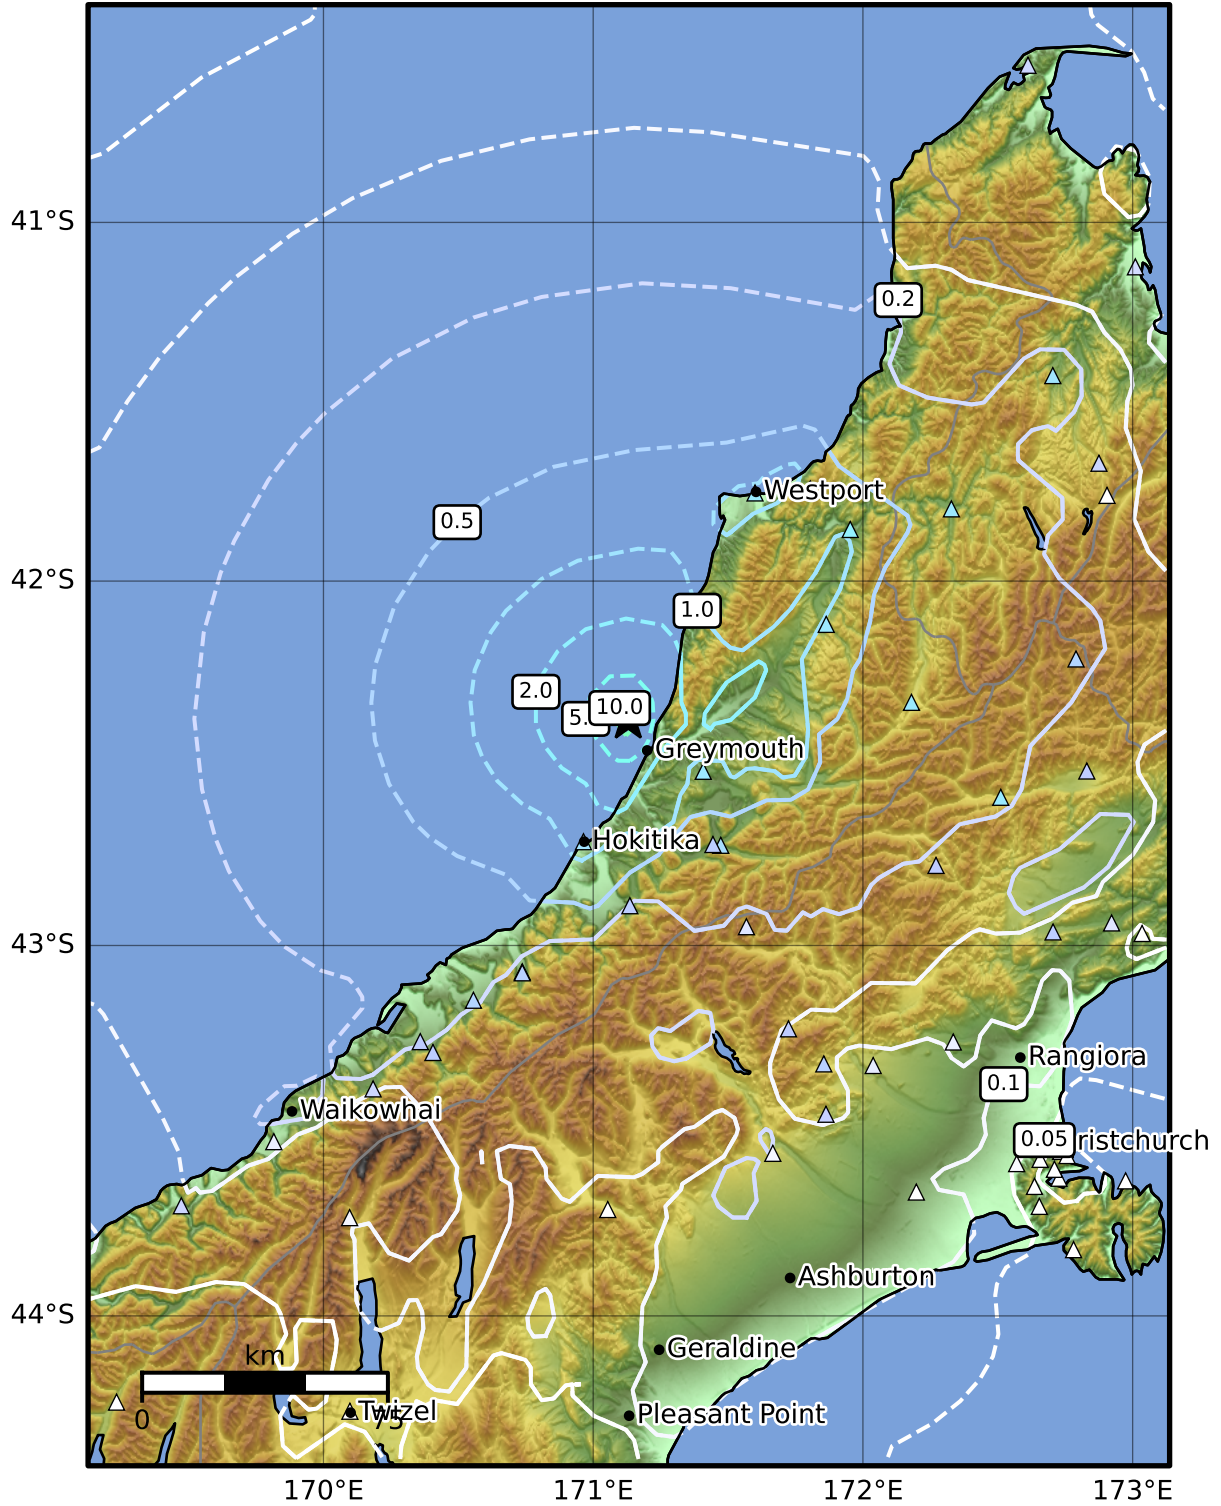 41°S
0.2
Westport
0.5
42°S
1.0
2.0
5.
10.0
Greymouth
Hokitika
43°S
Rangiora
0.1
Waikowhai
0.05
ristchurch
Ashburton
44°S
Geraldine
km
0
75
Twizel
Pleasant Point
170°E
171°E
172°E
173°E